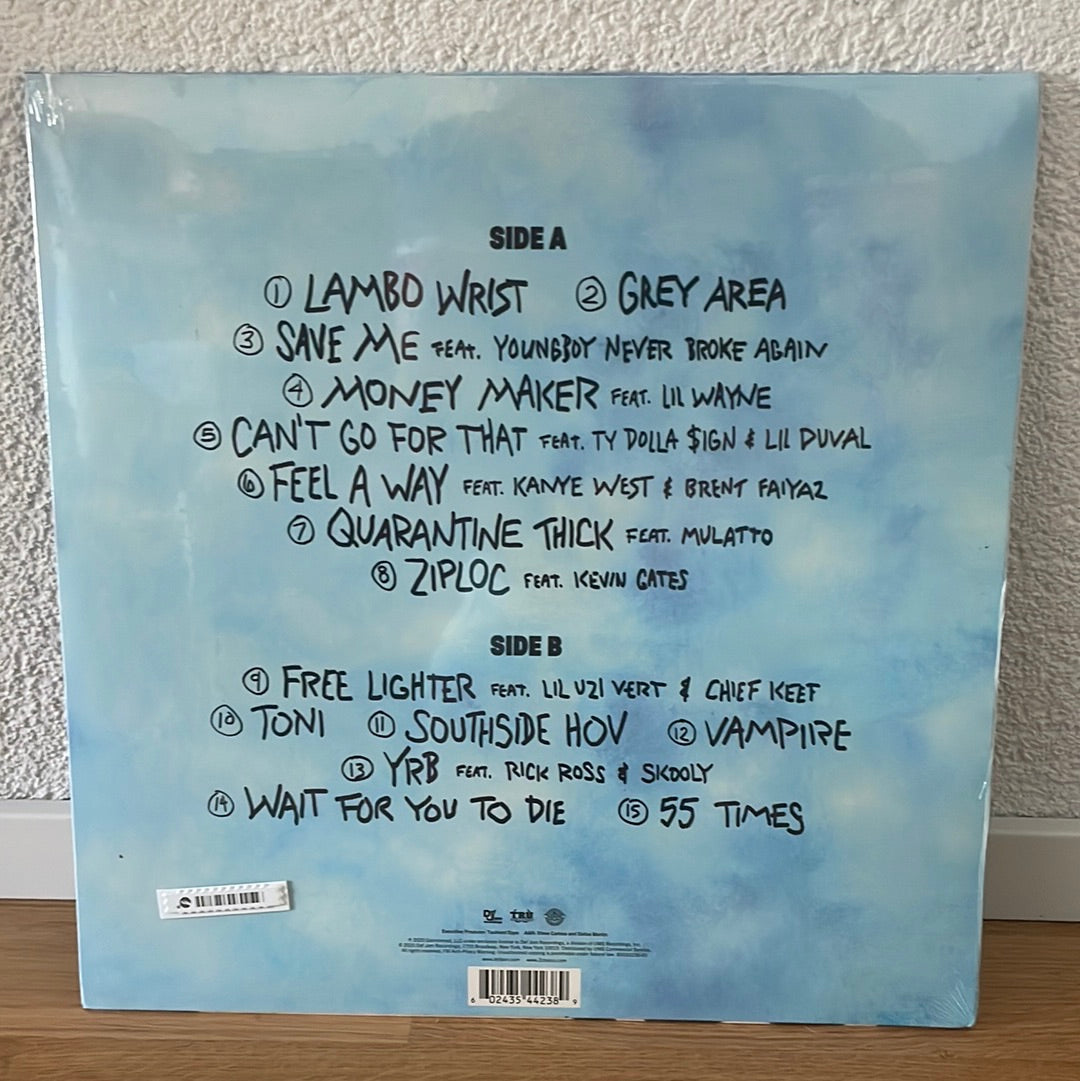 SIDE A
① LAMBO WRIST ② GREY AREA
③ SAVE ME FEAT. YOUNGBOY NEVER BROKE AGAIN
④ MONEY MAKER FEAT. LIL WAYNE
⑤ CAN'T GO FOR THAT FEAT. TY DOLLA $IGN & LIL DUVAL
⑥ FEEL A WAY FEAT. KANYE WEST & BRENT FAIYAZ
⑦ QUARANTINE THICK FEAT. MULATTO
⑧ ZIPLOC FEAT. KEVIN GATES
SIDE B
⑨ FREE LIGHTER FEAT. LIL UZI VERT & CHIEF KEEF
⑩ TONI ⑪ SOUTHSIDE HOV ⑫ VAMPIRE
⑬ YRB FEAT. RICK ROSS & SKOOLY
⑭ WAIT FOR YOU TO DIE ⑮ 55 TIMES
DEF JAM TRU
6 02435 44238 9